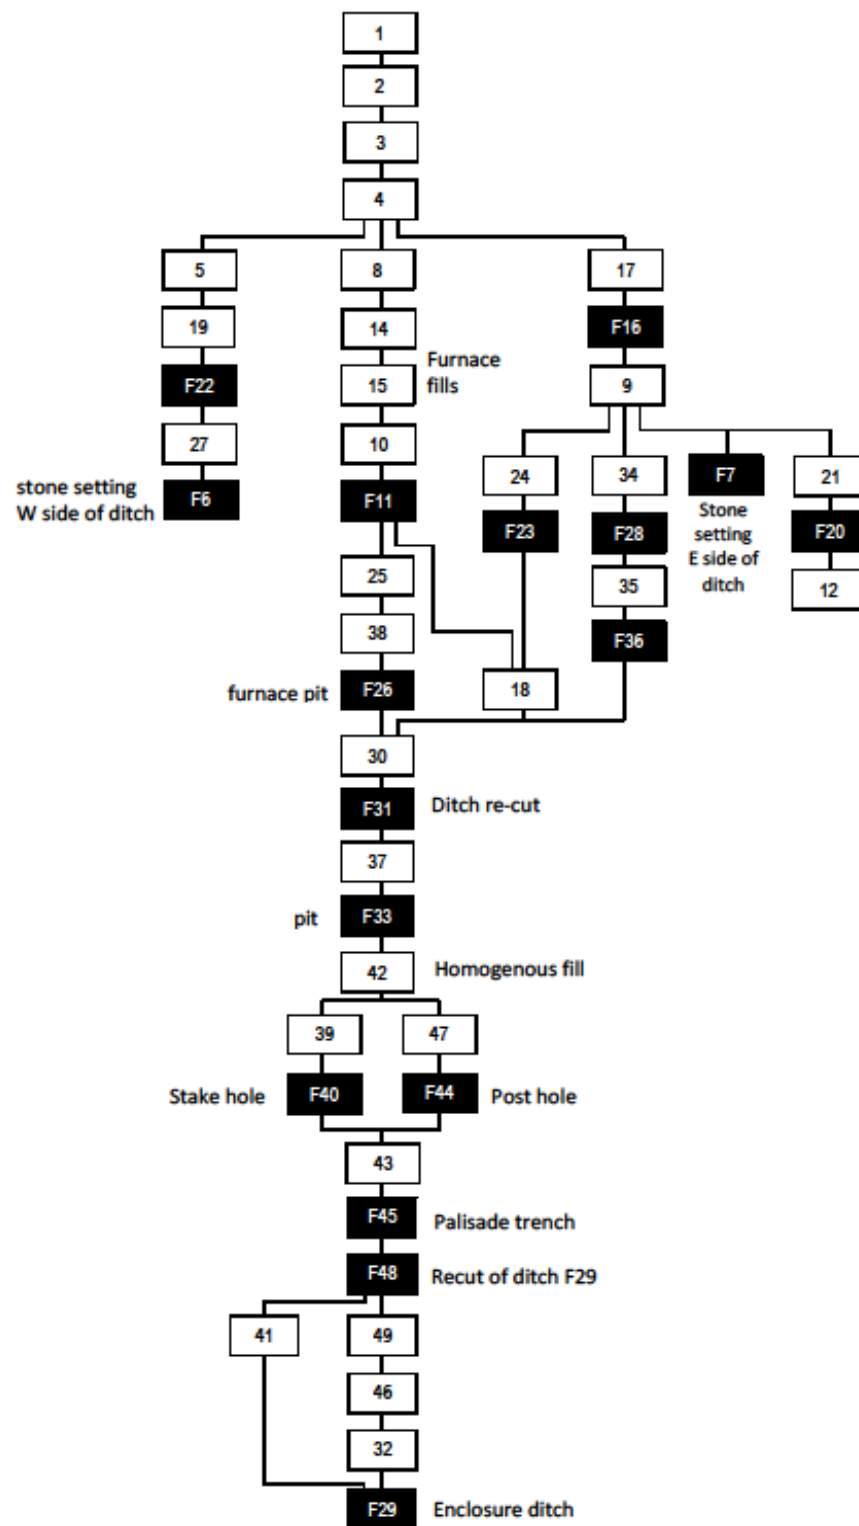 1
2
3
4
5
8
17
19
14
F16
Furnace
fills
F22
15
9
27
10
24
34
F7
21
stone setting
W side of ditch
F6
F11
F23
F28
Stone
setting
E side of
ditch
F20
25
35
12
38
F36
furnace pit
F26
18
30
F31
Ditch re-cut
37
pit
F33
42
Homogenous fill
39
47
Stake hole
F40
F44
Post hole
43
F45
Palisade trench
F48
Recut of ditch F29
41
49
46
32
F29
Enclosure ditch